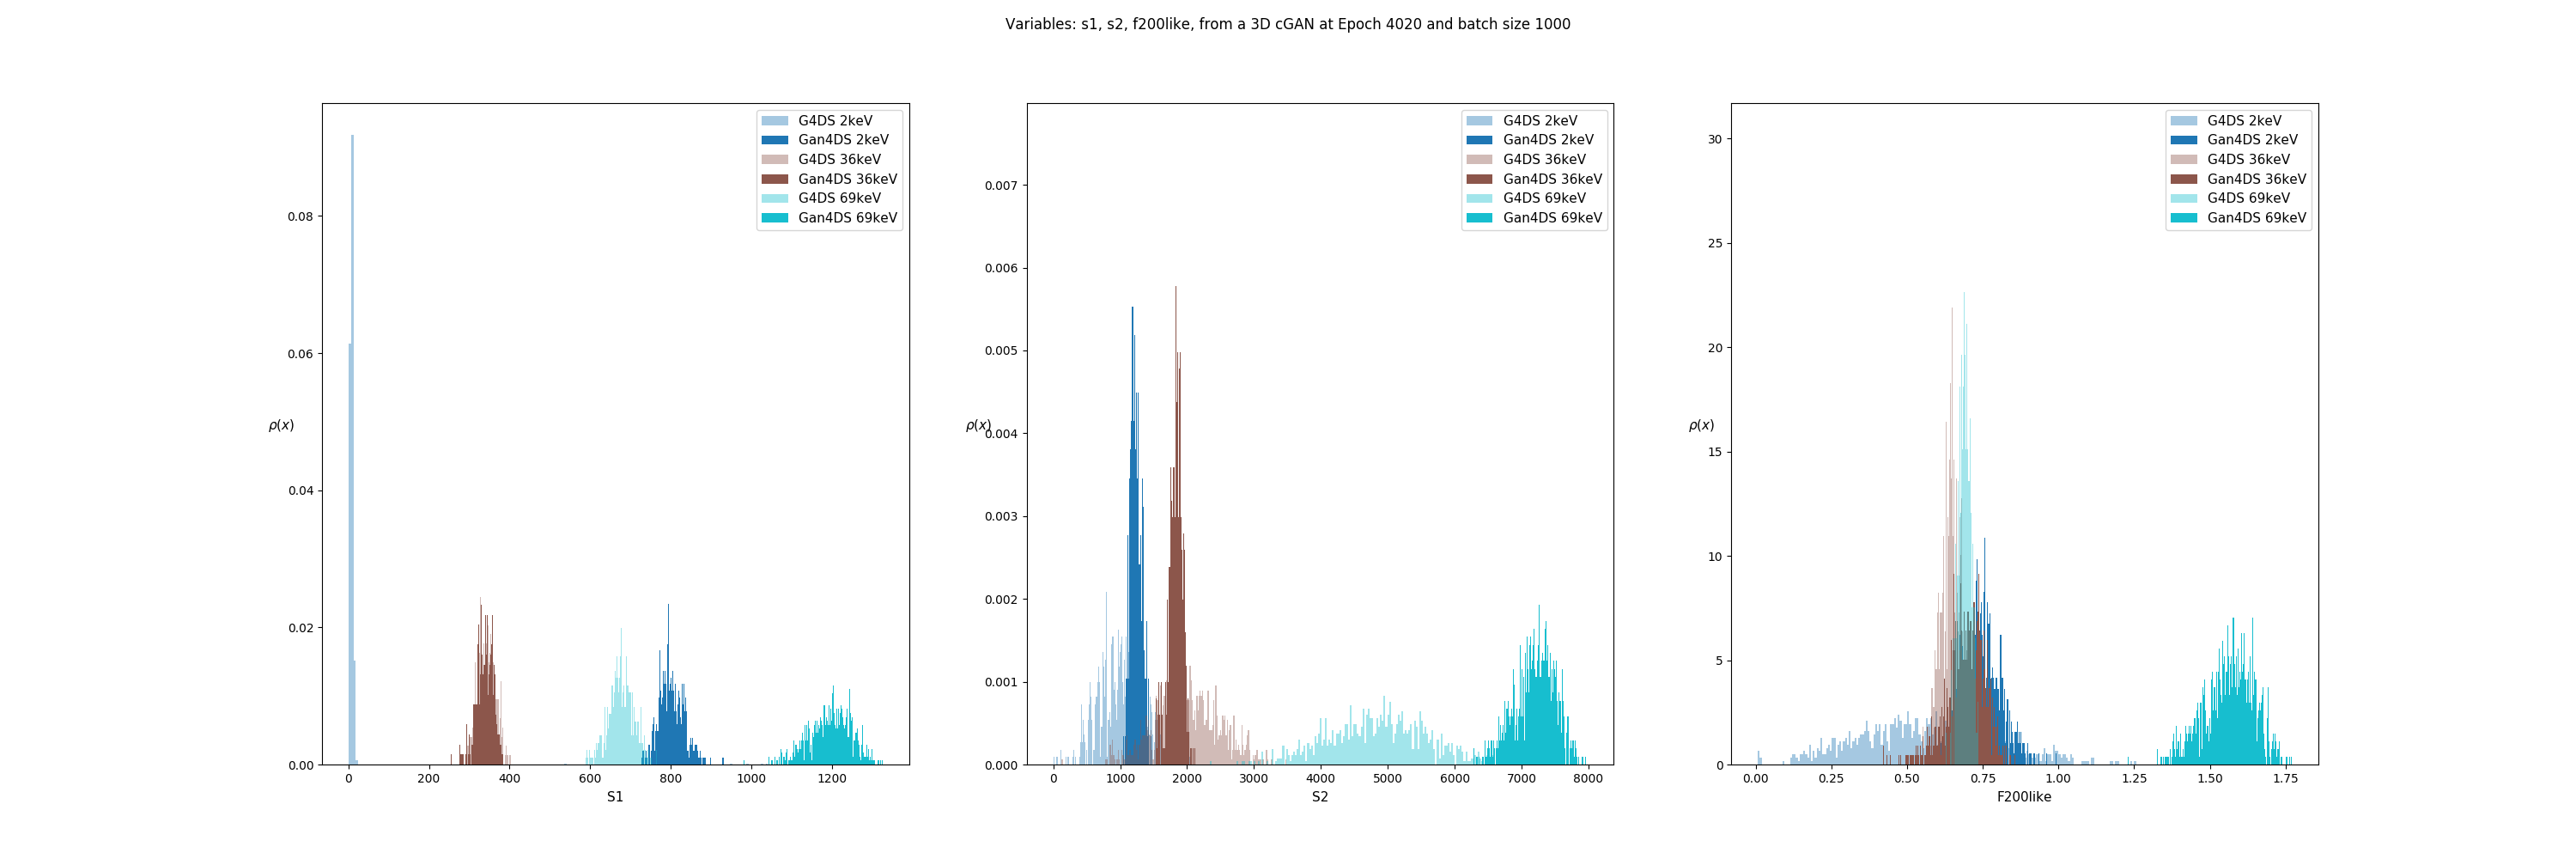 Variables: s1, s2, f200like, from a 3D cGAN at Epoch 4020 and batch size 1000
G4DS 2keV
Gan4DS 2keV
G4DS 36keV
Gan4DS 36keV
G4DS 69keV
Gan4DS 69keV
0.08
0.06
ρ(x)
0.04
0.02
0.00
0 200 400 600 800 1000 1200
S1
G4DS 2keV
Gan4DS 2keV
G4DS 36keV
Gan4DS 36keV
G4DS 69keV
Gan4DS 69keV
0.007
0.006
0.005
ρ(x)
0.004
0.003
0.002
0.001
0.000
0 1000 2000 3000 4000 5000 6000 7000 8000
S2
G4DS 2keV
Gan4DS 2keV
G4DS 36keV
Gan4DS 36keV
G4DS 69keV
Gan4DS 69keV
30
25
20
ρ(x)
15
10
5
0
0.00 0.25 0.50 0.75 1.00 1.25 1.50 1.75
F200like